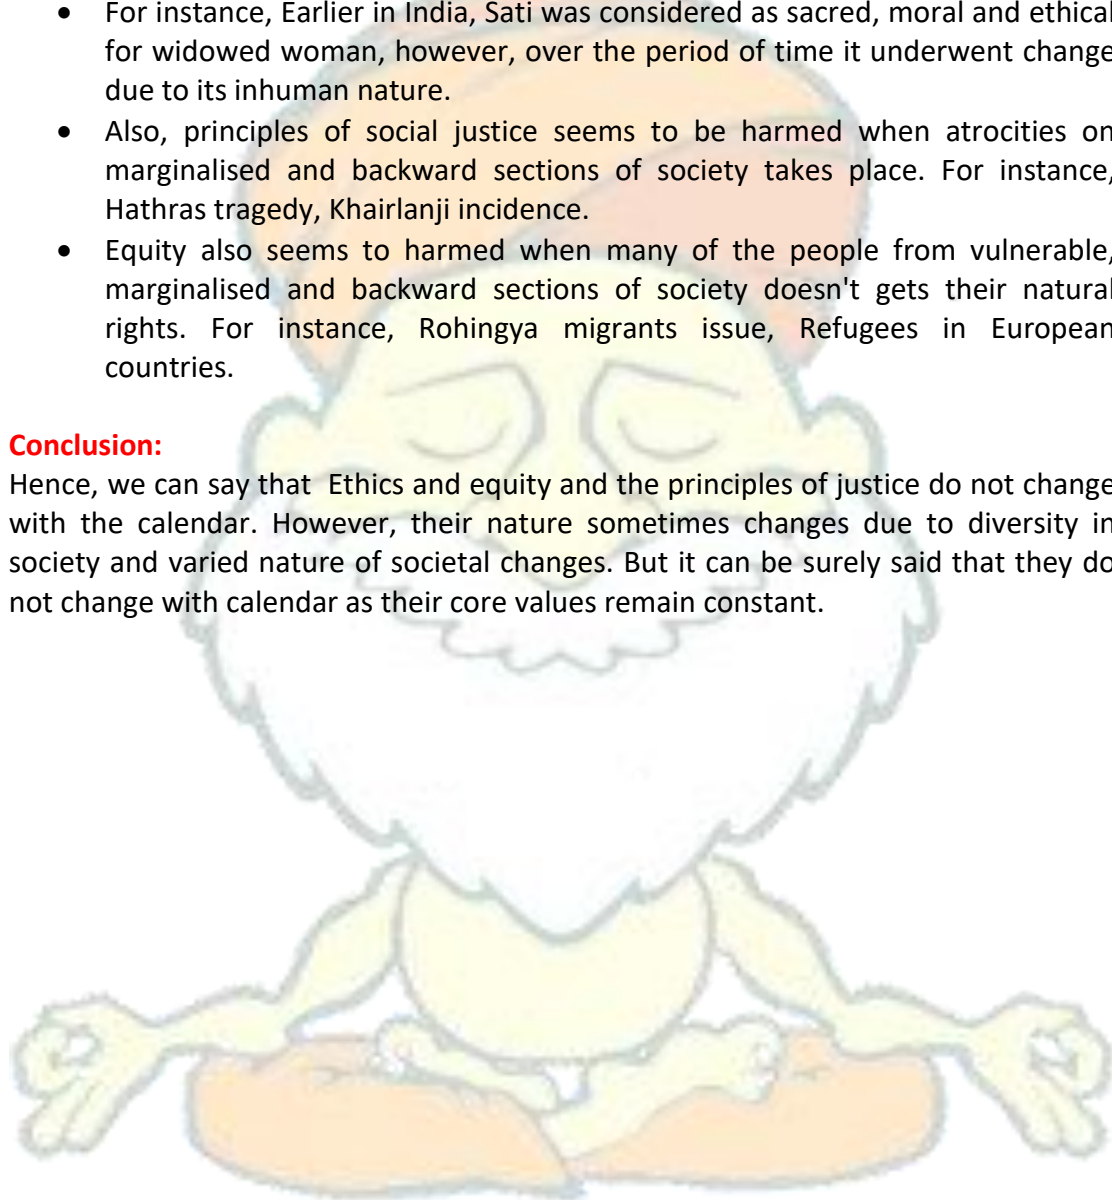 • For instance, Earlier in India, Sati was considered as sacred, moral and ethical
for widowed woman, however, over the period of time it underwent change
due to its inhuman nature.
• Also, principles of social justice seems to be harmed when atrocities on
marginalised and backward sections of society takes place. For instance,
Hathras tragedy, Khairlanji incidence.
• Equity also seems to harmed when many of the people from vulnerable,
marginalised and backward sections of society doesn't gets their natural
rights. For instance, Rohingya migrants issue, Refugees in European
countries.
Conclusion:
Hence, we can say that Ethics and equity and the principles of justice do not change
with the calendar. However, their nature sometimes changes due to diversity in
society and varied nature of societal changes. But it can be surely said that they do
not change with calendar as their core values remain constant.